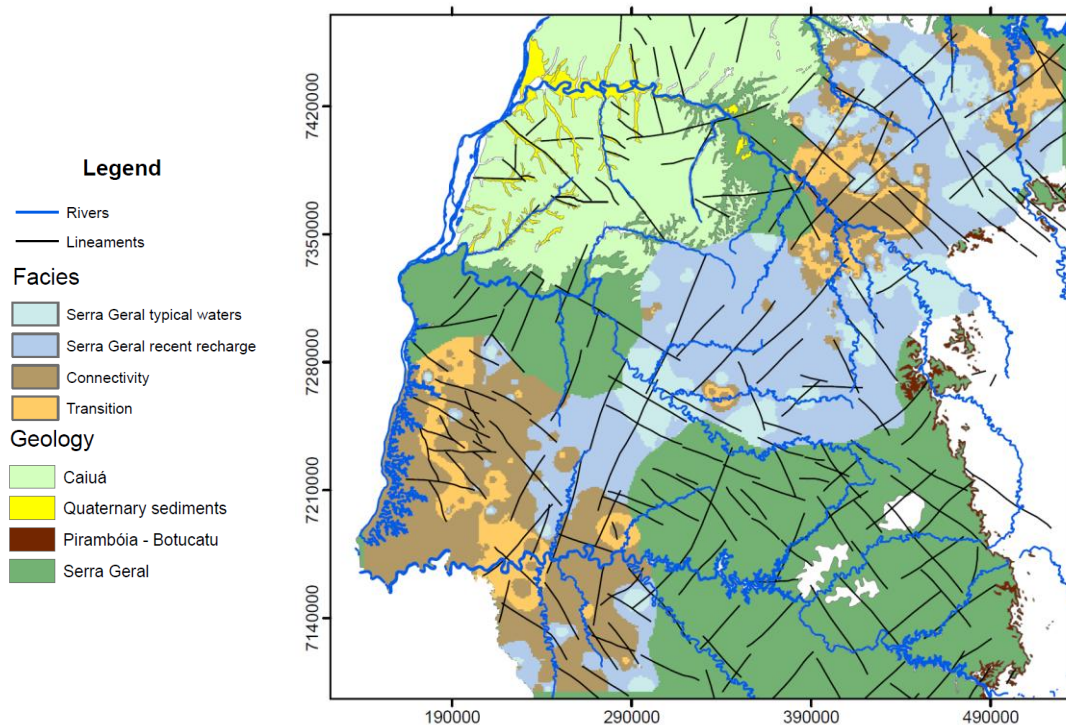 Legend
Rivers
Lineaments
Facies
Serra Geral typical waters
Serra Geral recent recharge
Connectivity
Transition
Geology
Caiuá
Quaternary sediments
Pirambóia - Botucatu
Serra Geral
7420000
7350000
7280000
7210000
7140000
190000 290000 390000 490000